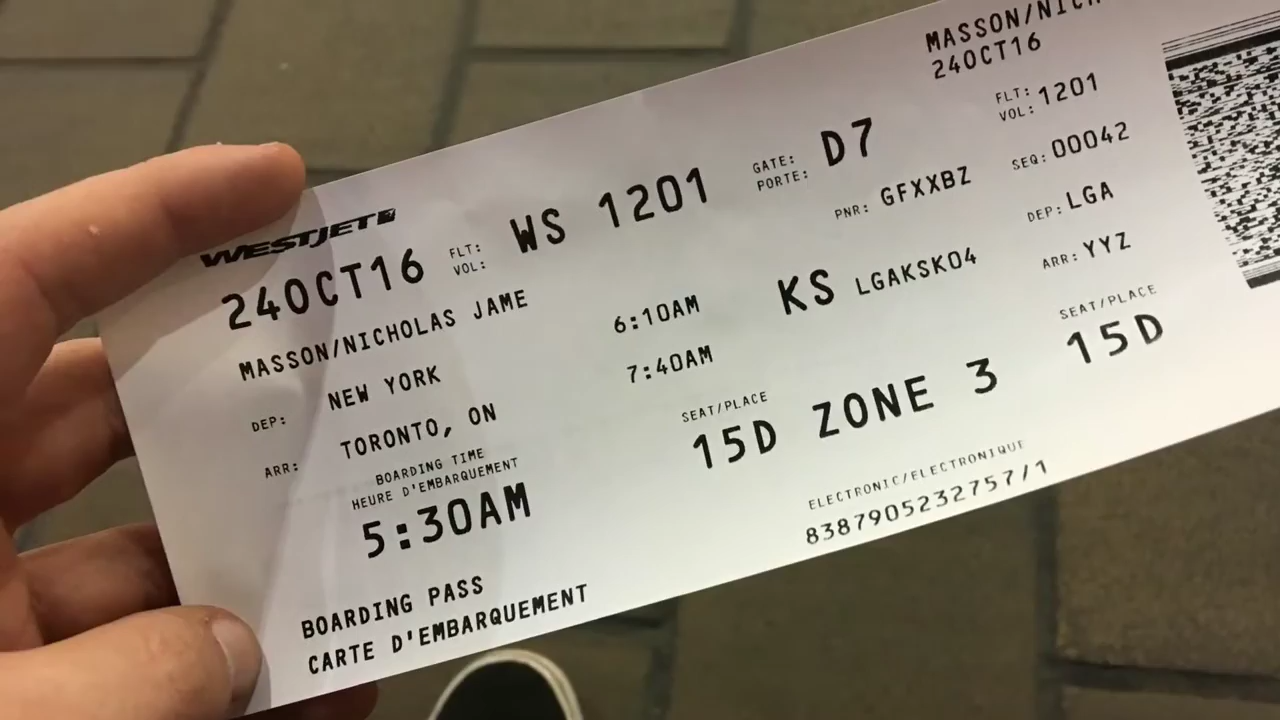 WESTJET
24OCT16 FLT: VOL: WS 1201 GATE: PORTE: D7
MASSON/NICHOLAS JAME
DEP: NEW YORK 6:10AM KS LGAKSK04 PNR: GFXXBZ
ARR: TORONTO, ON 7:40AM
BOARDING TIME
HEURE D'EMBARQUEMENT
5:30AM
SEAT/PLACE
15D ZONE 3
ELECTRONIC/ELECTRONIQUE
8387905232757/1
BOARDING PASS
CARTE D'EMBARQUEMENT
MASSON/NICH
24OCT16
FLT:
VOL: 1201
SEQ: 00042
DEP: LGA
ARR: YYZ
SEAT/PLACE
15D